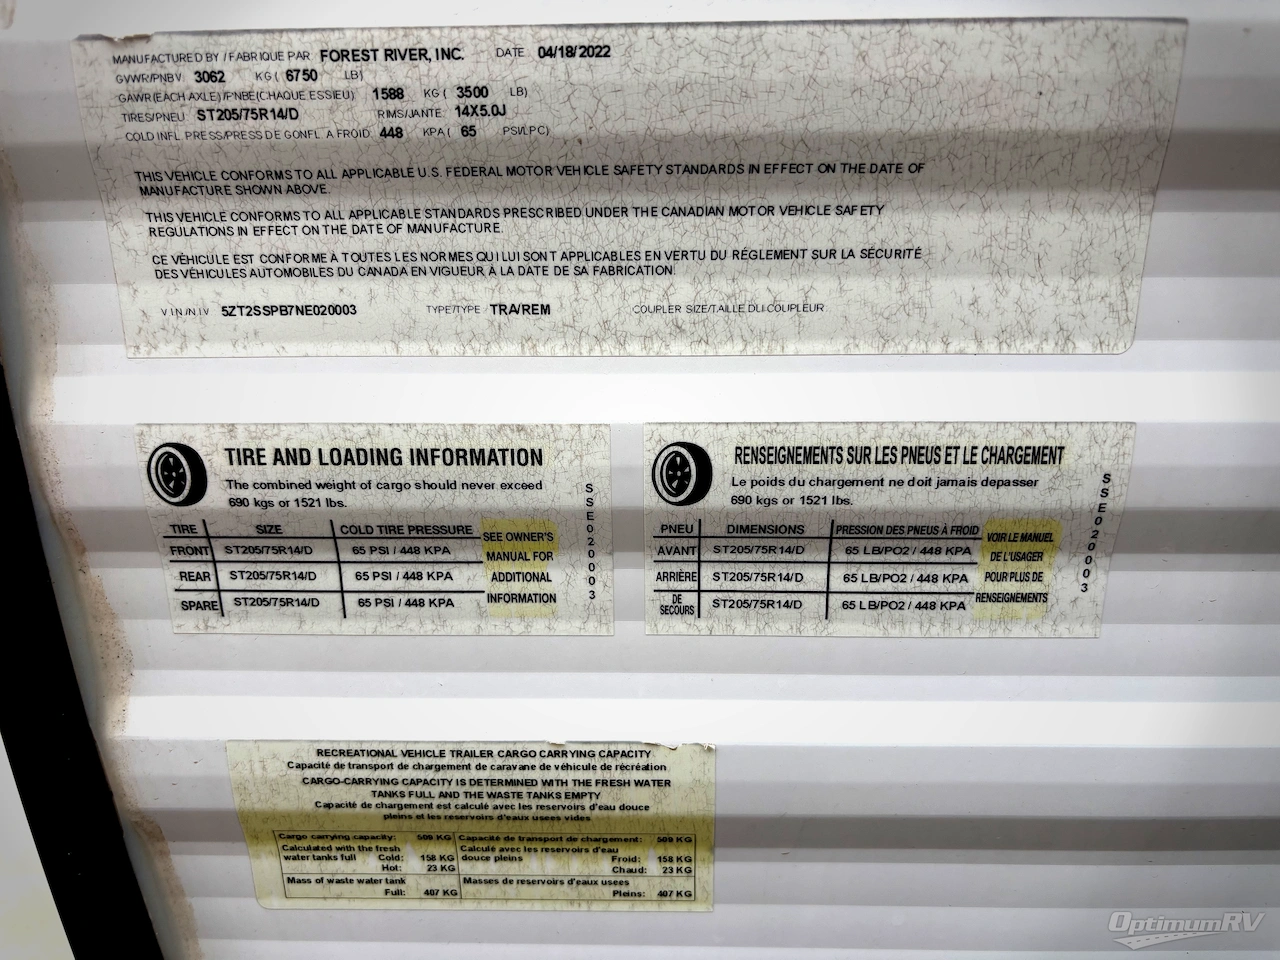 MANUFACTURED BY / FABRIQUE PAR FOREST RIVER, INC. DATE 04/18/2022
GVWR/PNBV 3062 KG ( 6750 LB)
GAWR(EACH AXLE)/PNBE(CHAQUE ESSIEU) 1588 KG ( 3500 LB)
TIRES/PNEU ST205/75R14/D RIMS/JANTE 14X5.0J
COLD INFL. PRESS/PRESS DE GONFL. A FROID 448 KPA ( 65 PSI/LPC)
THIS VEHICLE CONFORMS TO ALL APPLICABLE U.S. FEDERAL MOTOR VEHICLE SAFETY STANDARDS IN EFFECT ON THE DATE OF
MANUFACTURE SHOWN ABOVE.
THIS VEHICLE CONFORMS TO ALL APPLICABLE STANDARDS PRESCRIBED UNDER THE CANADIAN MOTOR VEHICLE SAFETY
REGULATIONS IN EFFECT ON THE DATE OF MANUFACTURE.
CE VÉHICULE EST CONFORME À TOUTES LES NORMES QUI LUI SONT APPLICABLES EN VERTU DU RÉGLEMENT SUR LA SÉCURITÉ
DES VÉHICULES AUTOMOBILES DU CANADA EN VIGUEUR À LA DATE DE SA FABRICATION.
V I N /N I V 5ZT2SSPB7NE020003 TYPE/TYPE TRA/REM COUPLER SIZE/TAILLE DU COUPLEUR
TIRE AND LOADING INFORMATION
The combined weight of cargo should never exceed
690 kgs or 1521 lbs.
TIRE SIZE COLD TIRE PRESSURE
FRONT ST205/75R14/D 65 PSI / 448 KPA
REAR ST205/75R14/D 65 PSI / 448 KPA
SPARE ST205/75R14/D 65 PSI / 448 KPA
SEE OWNER'S
MANUAL FOR
ADDITIONAL
INFORMATION
SSE020003
RENSEIGNEMENTS SUR LES PNEUS ET LE CHARGEMENT
Le poids du chargement ne doit jamais depasser
690 kgs or 1521 lbs.
PNEU DIMENSIONS PRESSION DES PNEUS À FROID
AVANT ST205/75R14/D 65 LB/PO2 / 448 KPA
ARRIÈRE ST205/75R14/D 65 LB/PO2 / 448 KPA
DE SECOURS ST205/75R14/D 65 LB/PO2 / 448 KPA
VOIR LE MANUEL
DE L'USAGER
POUR PLUS DE
RENSEIGNEMENTS
SSE020003
RECREATIONAL VEHICLE TRAILER CARGO CARRYING CAPACITY
Capacité de transport de chargement de caravane de véhicule de récréation
CARGO-CARRYING CAPACITY IS DETERMINED WITH THE FRESH WATER
TANKS FULL AND THE WASTE TANKS EMPTY
Capacité de chargement est calculé avec les reservoirs d'eau douce
pleins et les reservoirs d'eaux usees vides
Cargo carrying capacity: 509 KG Capacité de transport de chargement: 509 KG
Calculated with the fresh Calculé avec les reservoirs d'eau
water tanks full Cold: 158 KG douce pleins Froid: 158 KG
Hot: 23 KG Chaud: 23 KG
Mass of waste water tank Masses de reservoirs d'eaux usees
Full: 407 KG Pleins: 407 KG
OptimumRV